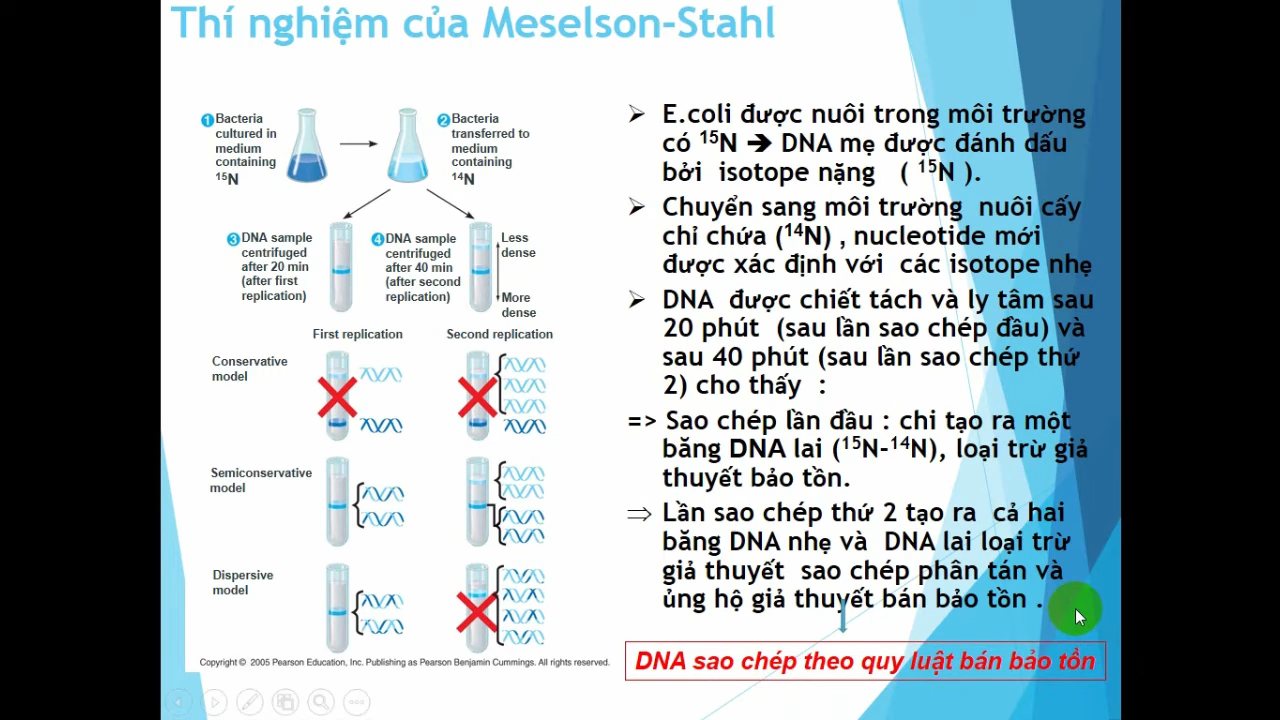 Thí nghiệm của Meselson-Stahl
1 Bacteria
cultured in
medium
containing
¹⁵N
2 Bacteria
transferred to
medium
containing
¹⁴N
3 DNA sample
centrifuged
after 20 min
(after first
replication)
4 DNA sample
centrifuged
after 40 min
(after second
replication)
Less
dense
More
dense
First replication
Second replication
Conservative
model
Semiconservative
model
Dispersive
model
Copyright © 2005 Pearson Education, Inc. Publishing as Pearson Benjamin Cummings. All rights reserved.
➢ E.coli được nuôi trong môi trường
có ¹⁵N ➔ DNA mẹ được đánh dấu
bởi isotope nặng ( ¹⁵N ).
➢ Chuyển sang môi trường nuôi cấy
chỉ chứa (¹⁴N) , nucleotide mới
được xác định với các isotope nhẹ
➢ DNA được chiết tách và ly tâm sau
20 phút (sau lần sao chép đầu) và
sau 40 phút (sau lần sao chép thứ
2) cho thấy :
=> Sao chép lần đầu : chi tạo ra một
băng DNA lai (¹⁵N-¹⁴N), loại trừ giả
thuyết bảo tồn.
⇒ Lần sao chép thứ 2 tạo ra cả hai
băng DNA nhẹ và DNA lai loại trừ
giả thuyết sao chép phân tán và
ủng hộ giả thuyết bán bảo tồn .
DNA sao chép theo quy luật bán bảo tồn